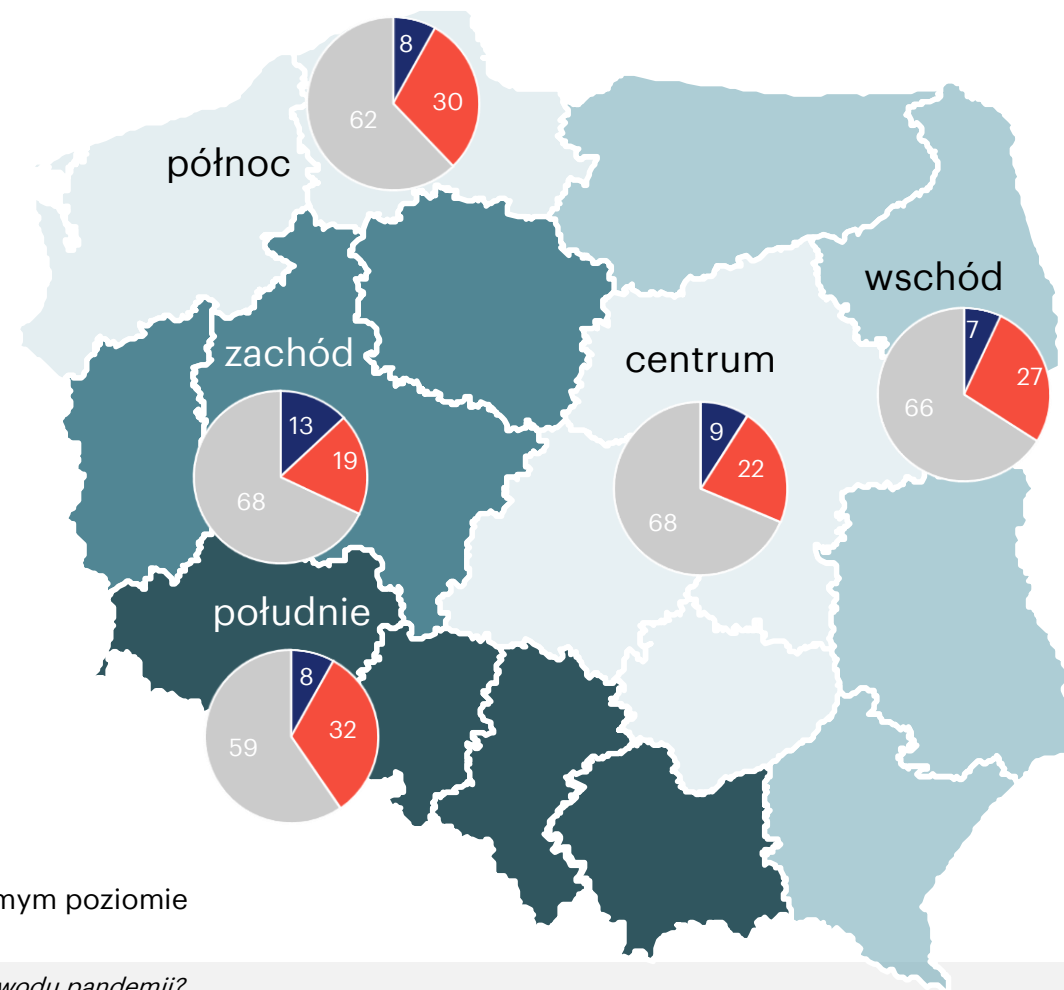 8
30
62
północ
wschód
7
27
66
zachód
13
19
68
centrum
9
22
68
południe
8
32
59
poziomie
pandemii?